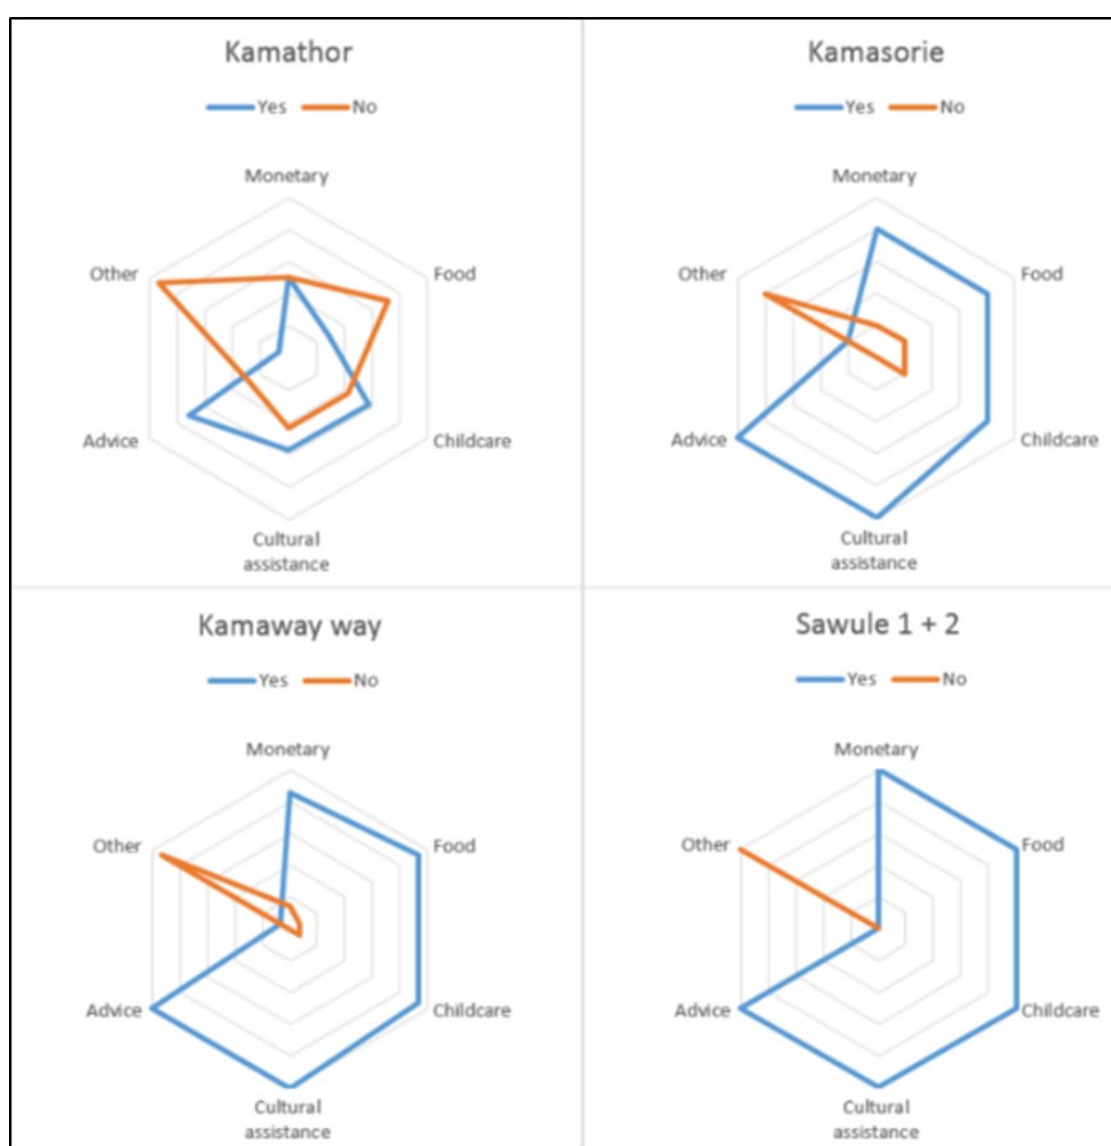 Kamathor
Yes No
Monetary
Other Food
Advice Childcare
Cultural
assistance
Kamasorie
Yes No
Monetary
Other Food
Advice Childcare
Cultural
assistance
Kamaway way
Yes No
Monetary
Other Food
Advice Childcare
Cultural
assistance
Sawule 1 + 2
Yes No
Monetary
Other Food
Advice Childcare
Cultural
assistance